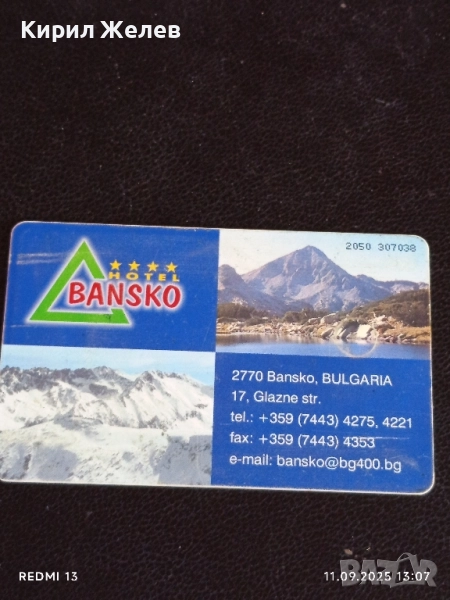 Кирил Желев
2050 307038
★★★★
HOTEL
BANSKO
2770 Bansko, BULGARIA
17, Glazne str.
tel.: +359 (7443) 4275, 4221
fax: +359 (7443) 4353
e-mail: bansko@bg400.bg
REDMI 13
11.09.2025 13:07
bazar